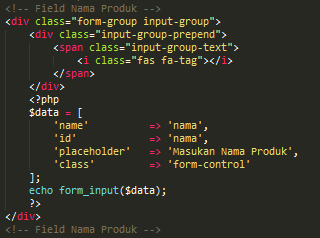 <!-- Field Nama Produk -->
<div class="form-group input-group">
    <div class="input-group-prepend">
        <span class="input-group-text">
            <i class="fas fa-tag"></i>
        </span>
    </div>
    <?php
    $data = [
        'name'          => 'nama',
        'id'            => 'nama',
        'placeholder'   => 'Masukan Nama Produk',
        'class'         => 'form-control'
    ];
    echo form_input($data);
    ?>
</div>
<!-- Field Nama Produk -->